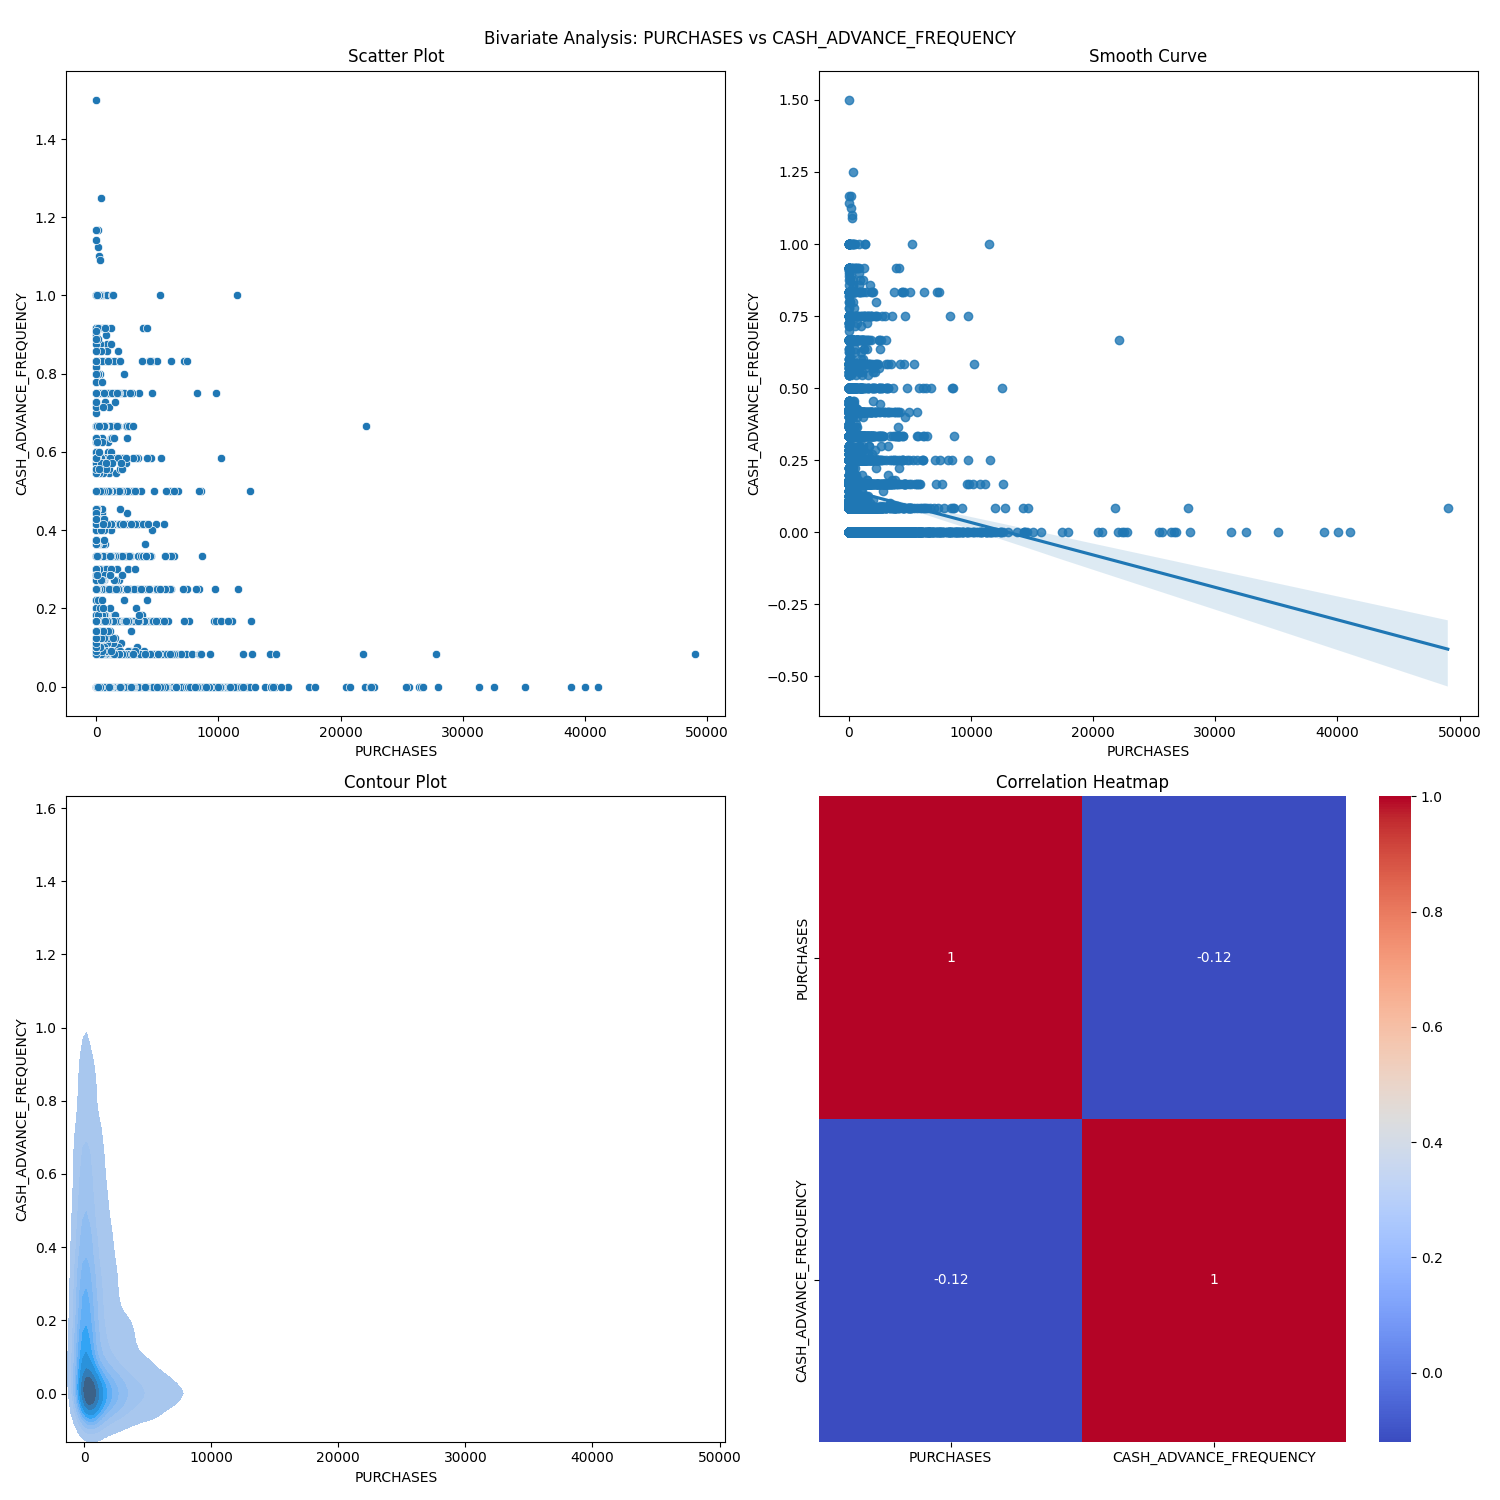 Bivariate Analysis: PURCHASES vs CASH_ADVANCE_FREQUENCY
Scatter Plot
CASH_ADVANCE_FREQUENCY
1.4
1.2
1.0
0.8
0.6
0.4
0.2
0.0
0 10000 20000 30000 40000 50000
PURCHASES
Smooth Curve
CASH_ADVANCE_FREQUENCY
1.50
1.25
1.00
0.75
0.50
0.25
0.00
−0.25
−0.50
0 10000 20000 30000 40000 50000
PURCHASES
Contour Plot
CASH_ADVANCE_FREQUENCY
1.6
1.4
1.2
1.0
0.8
0.6
0.4
0.2
0.0
0 10000 20000 30000 40000 50000
PURCHASES
Correlation Heatmap
PURCHASES
1 -0.12
CASH_ADVANCE_FREQUENCY
-0.12 1
PURCHASES CASH_ADVANCE_FREQUENCY
1.0
0.8
0.6
0.4
0.2
0.0